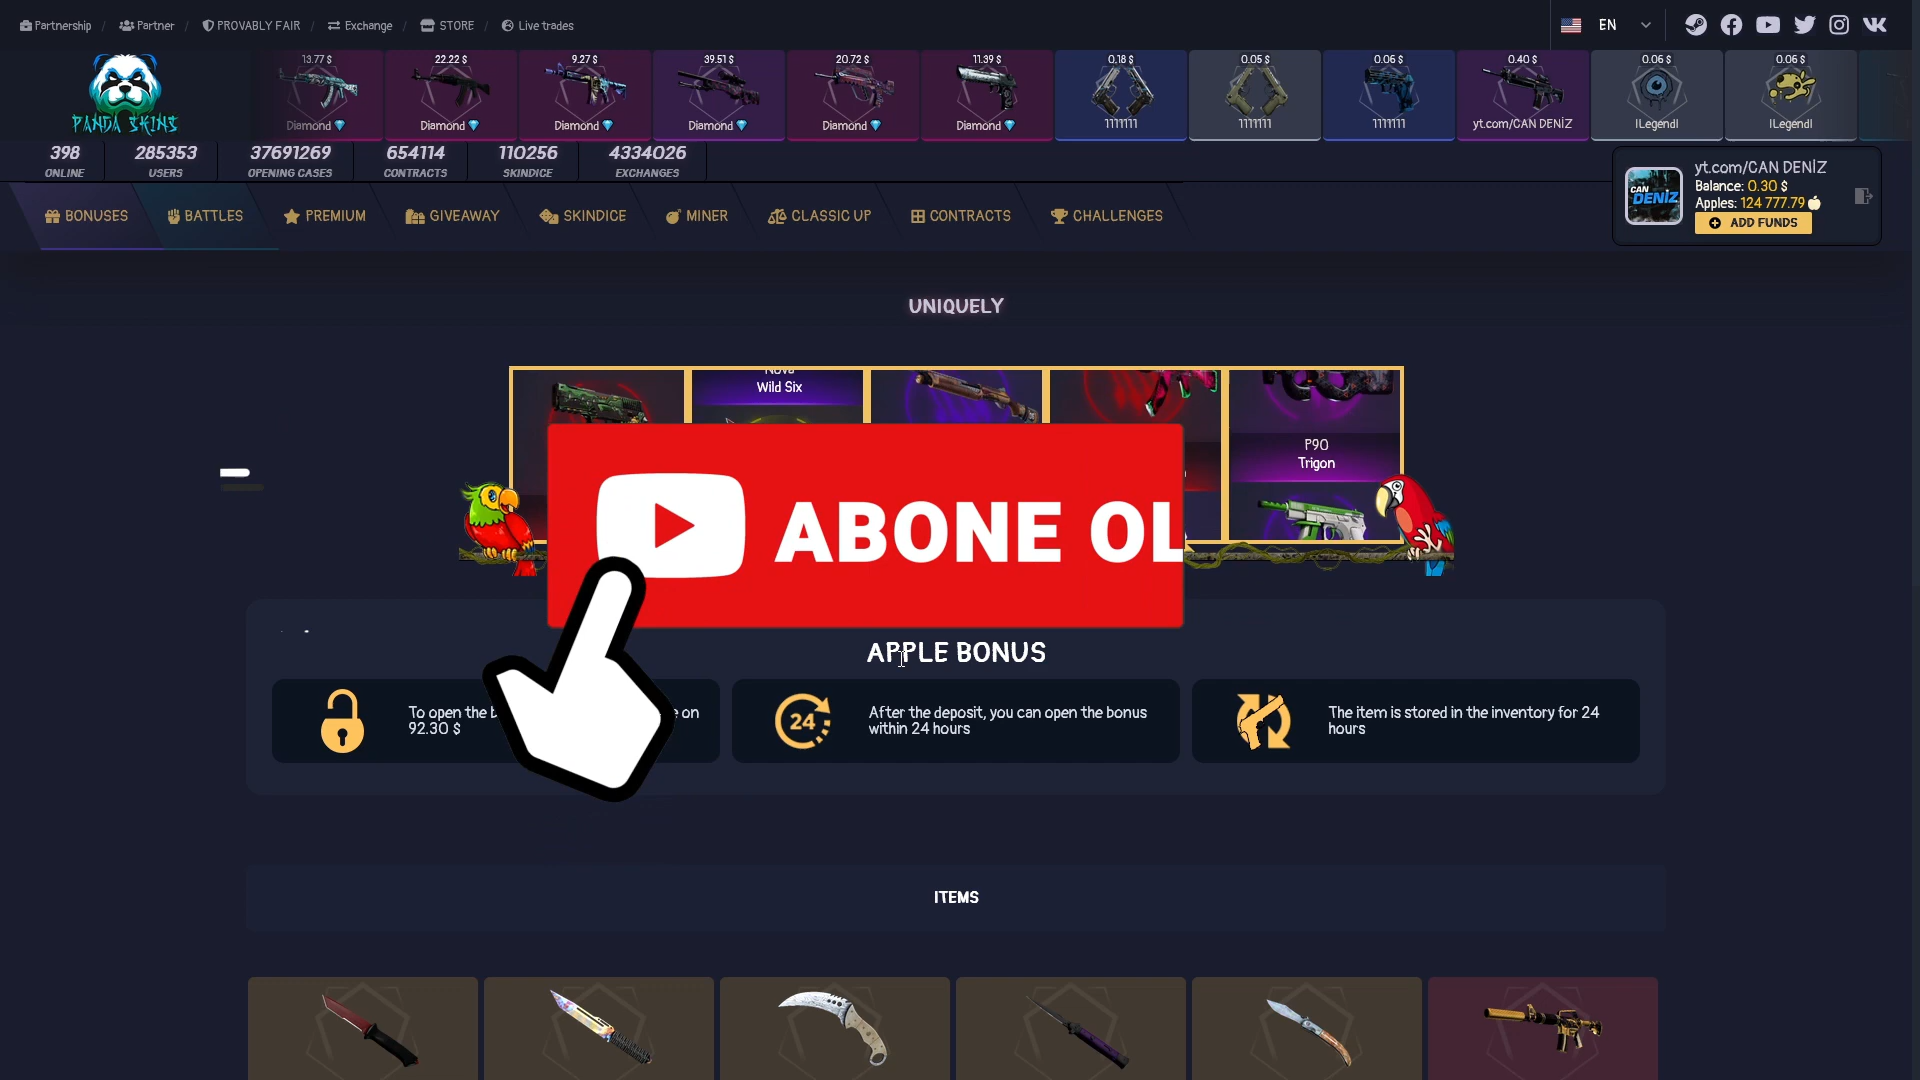 Partnership / Partner / PROVABLY FAIR / Exchange / STORE / Live trades
EN
PANDA SKINS
13.77 $
Diamond
22.22 $
Diamond
9.27 $
Diamond
39.51 $
Diamond
20.72 $
Diamond
11.39 $
Diamond
0.18 $
1111111
0.05 $
1111111
0.06 $
1111111
0.40 $
yt.com/CAN DENİZ
0.06 $
ILegendI
0.06 $
ILegendI
398
ONLINE
285353
USERS
37691269
OPENING CASES
654114
CONTRACTS
110256
SKINDICE
4334026
EXCHANGES
CAN
DENİZ
yt.com/CAN DENİZ
Balance: 0.30 $
Apples: 124 777.79
ADD FUNDS
BONUSES
BATTLES
PREMIUM
GIVEAWAY
SKINDICE
MINER
CLASSIC UP
CONTRACTS
CHALLENGES
UNIQUELY
Nova
Wild Six
P90
Trigon
ABONE OL
APPLE BONUS
To open the
92.30 $
on
24
After the deposit, you can open the bonus
within 24 hours
The item is stored in the inventory for 24
hours
ITEMS